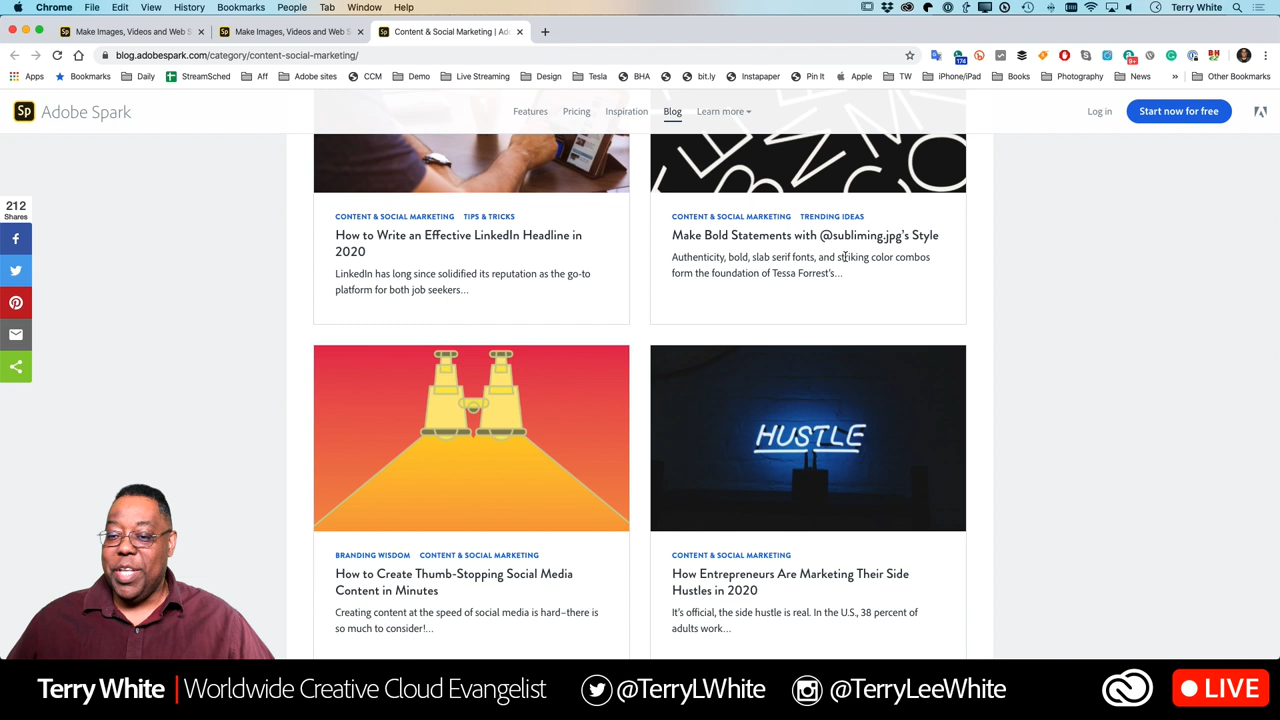 Chrome File Edit View History Bookmarks People Tab Window Help
Terry White
Make Images, Videos and Web S
Make Images, Videos and Web S
Content & Social Marketing | Ado
blog.adobespark.com/category/content-social-marketing/
174
9+
Apps Bookmarks Daily StreamSched Aff Adobe sites CCM Demo Live Streaming Design Tesla BHA bit.ly Instapaper Pin It Apple TW iPhone/iPad Books Photography News » Other Bookmarks
Sp Adobe Spark
Features Pricing Inspiration Blog Learn more
Log in Start now for free
212
Shares
CONTENT & SOCIAL MARKETING TIPS & TRICKS
How to Write an Effective LinkedIn Headline in
2020
LinkedIn has long since solidified its reputation as the go-to
platform for both job seekers...
CONTENT & SOCIAL MARKETING TRENDING IDEAS
Make Bold Statements with @subliming.jpg's Style
Authenticity, bold, slab serif fonts, and striking color combos
form the foundation of Tessa Forrest's...
HUSTLE
BRANDING WISDOM CONTENT & SOCIAL MARKETING
How to Create Thumb-Stopping Social Media
Content in Minutes
Creating content at the speed of social media is hard–there is
so much to consider!...
CONTENT & SOCIAL MARKETING
How Entrepreneurs Are Marketing Their Side
Hustles in 2020
It's official, the side hustle is real. In the U.S., 38 percent of
adults work...
Terry White | Worldwide Creative Cloud Evangelist @TerryLWhite @TerryLeeWhite LIVE